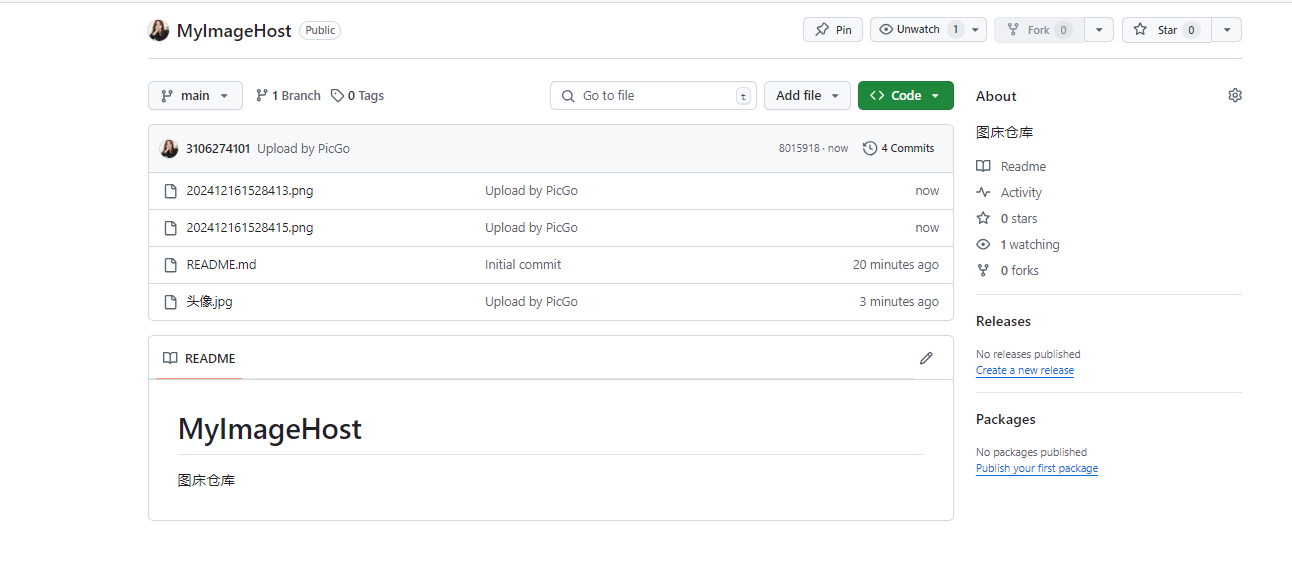 MyImageHost Public Pin Unwatch 1 Fork 0 Star 0
main 1 Branch 0 Tags Go to file t Add file Code
3106274101 Upload by PicGo 8015918 · now 4 Commits
202412161528413.png Upload by PicGo now
202412161528415.png Upload by PicGo now
README.md Initial commit 20 minutes ago
头像.jpg Upload by PicGo 3 minutes ago
README
MyImageHost
图床仓库
About
图床仓库
Readme
Activity
0 stars
1 watching
0 forks
Releases
No releases published
Create a new release
Packages
No packages published
Publish your first package